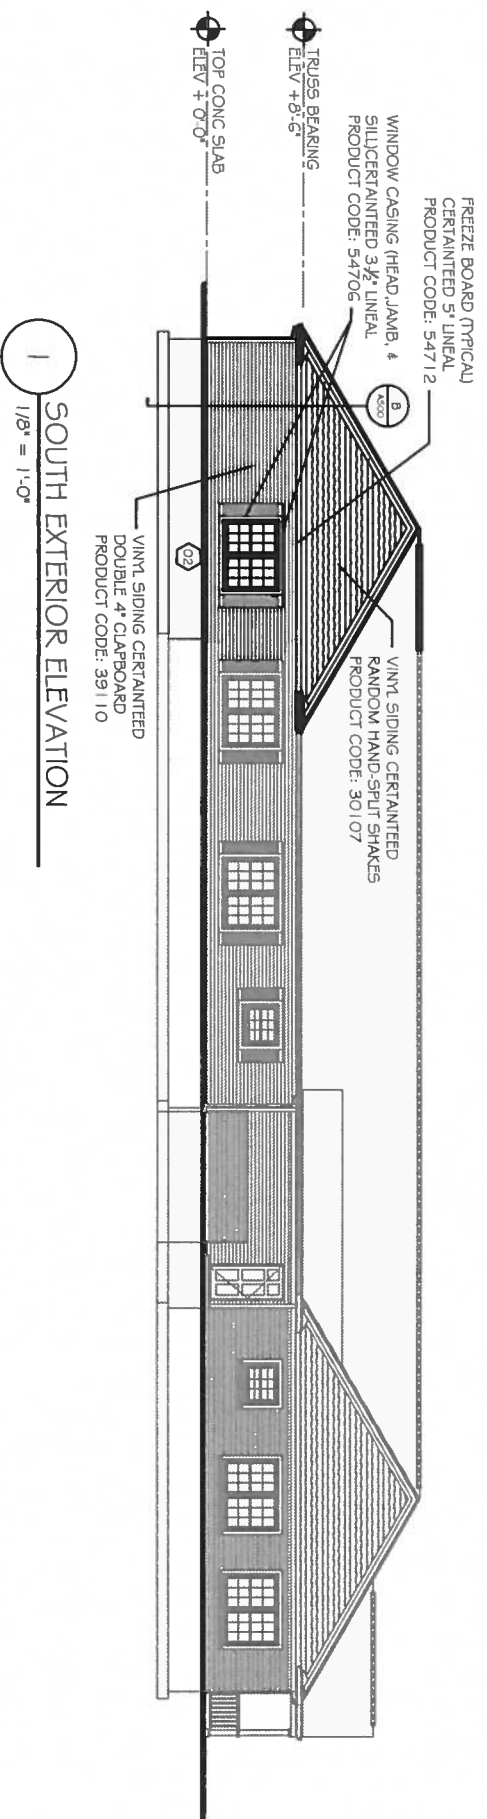 FREEZE BOARD (TYPICAL)
CERTAINTEED 5" LINEAL
PRODUCT CODE: 54712
WINDOW CASING (HEAD, JAMB, &
SILL)CERTAINTEED 3½" LINEAL
PRODUCT CODE: 54706
TRUSS BEARING
ELEV +8'-6"
TOP CONC SLAB
ELEV + 0'-0"
B
A500
VINYL SIDING CERTAINTEED
RANDOM HAND-SPLIT SHAKES
PRODUCT CODE: 30107
02
VINYL SIDING CERTAINTEED
DOUBLE 4" CLAPBOARD
PRODUCT CODE: 39110
1
SOUTH EXTERIOR ELEVATION
1/8" = 1'-0"